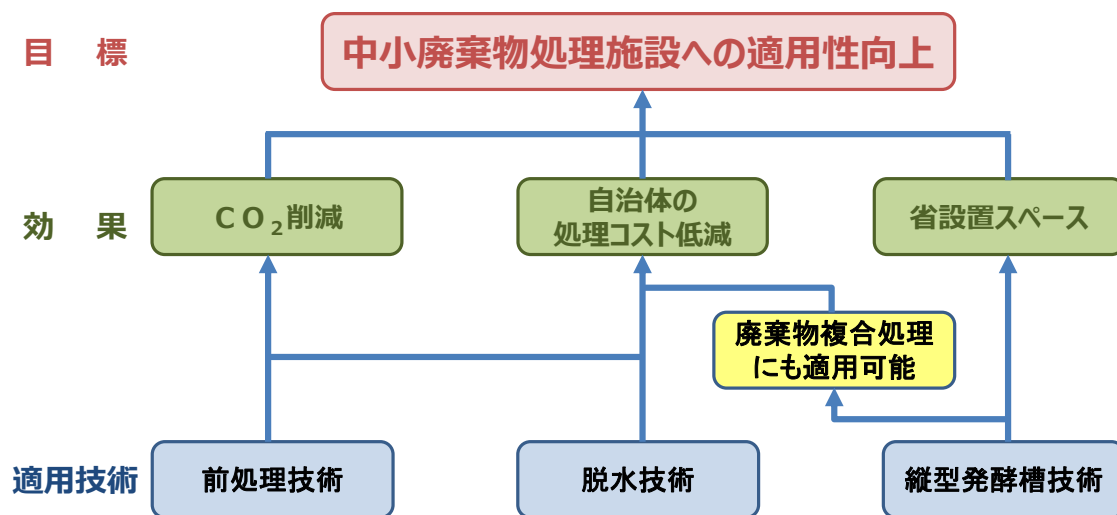 目 標
中小廃棄物処理施設への適用性向上
効 果
CO₂削減
自治体の
処理コスト低減
省設置スペース
廃棄物複合処理
にも適用可能
適用技術
前処理技術
脱水技術
縦型発酵槽技術